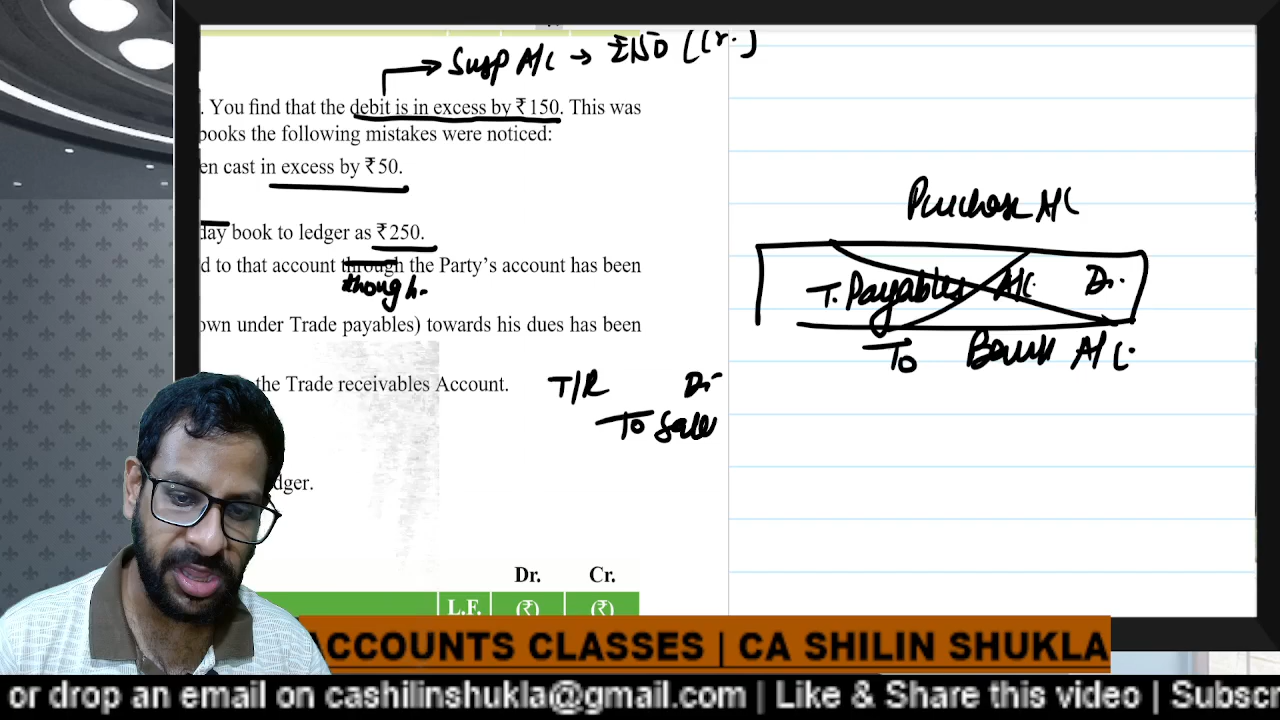 Susp A/C → ₹150 (Cr.)
. You find that the debit is in excess by ₹150. This was
books the following mistakes were noticed:
en cast in excess by ₹50.
day book to ledger as ₹250.
d to that account through the Party's account has been
though.
own under Trade payables) towards his dues has been
the Trade receivables Account.
T/R Dr
To Sales
dger.
Dr. Cr.
L.F. (₹) (₹)
Purchase A/C
T. Payables A/C. Dr.
To Bank A/C.
ACCOUNTS CLASSES | CA SHILIN SHUKLA
or drop an email on cashilinshukla@gmail.com | Like & Share this video | Subscr